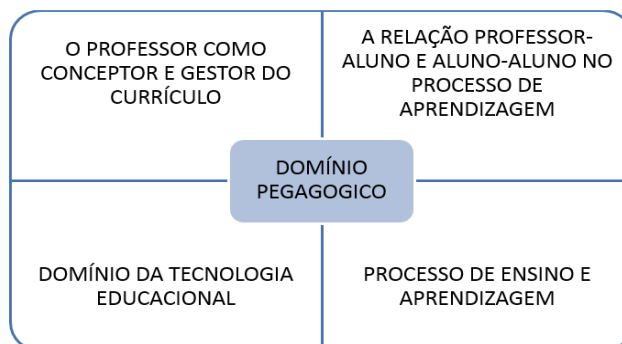 O PROFESSOR COMO
CONCEPTOR E GESTOR DO
CURRÍCULO
A RELAÇÃO PROFESSOR-
ALUNO E ALUNO-ALUNO NO
PROCESSO DE
APRENDIZAGEM
DOMÍNIO
PEGAGOGICO
DOMÍNIO DA TECNOLOGIA
EDUCACIONAL
PROCESSO DE ENSINO E
APRENDIZAGEM